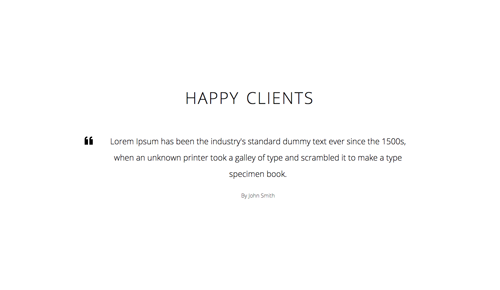 HAPPY CLIENTS
❝ Lorem Ipsum has been the industry's standard dummy text ever since the 1500s,
when an unknown printer took a galley of type and scrambled it to make a type
specimen book.
By John Smith